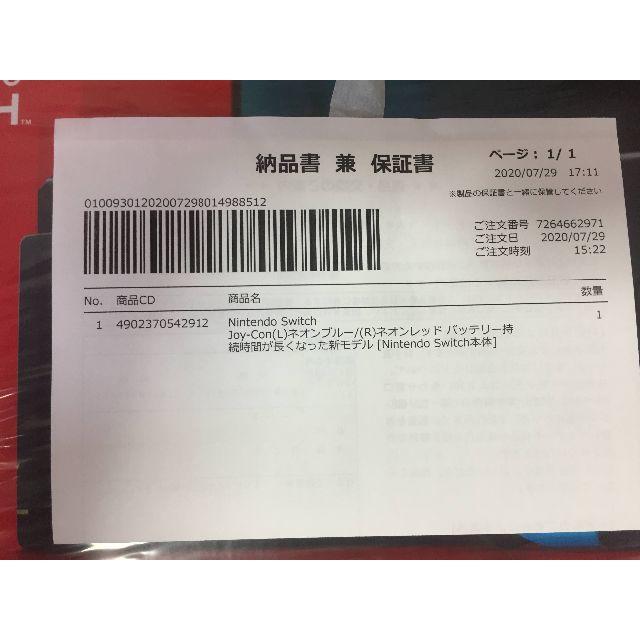 H™
納品書 兼 保証書
ページ: 1/ 1
2020/07/29 17:11
※製品の保証書と一緒に保管してください
01009301202007298014988512
ご注文番号 7264662971
ご注文日 2020/07/29
ご注文時刻 15:22
No. 商品CD 商品名 数量
1 4902370542912 Nintendo Switch 1
Joy-Con(L)ネオンブルー/(R)ネオンレッド バッテリー持
続時間が長くなった新モデル [Nintendo Switch本体]